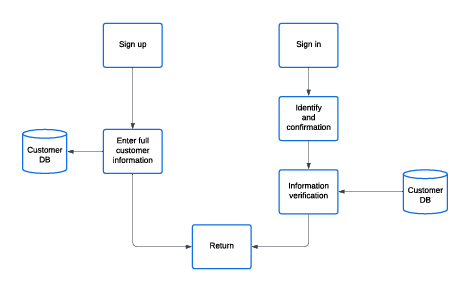 Sign up
Sign in
Identify
and
confirmation
Enter full
customer
information
Customer
DB
Information
verification
Customer
DB
Return